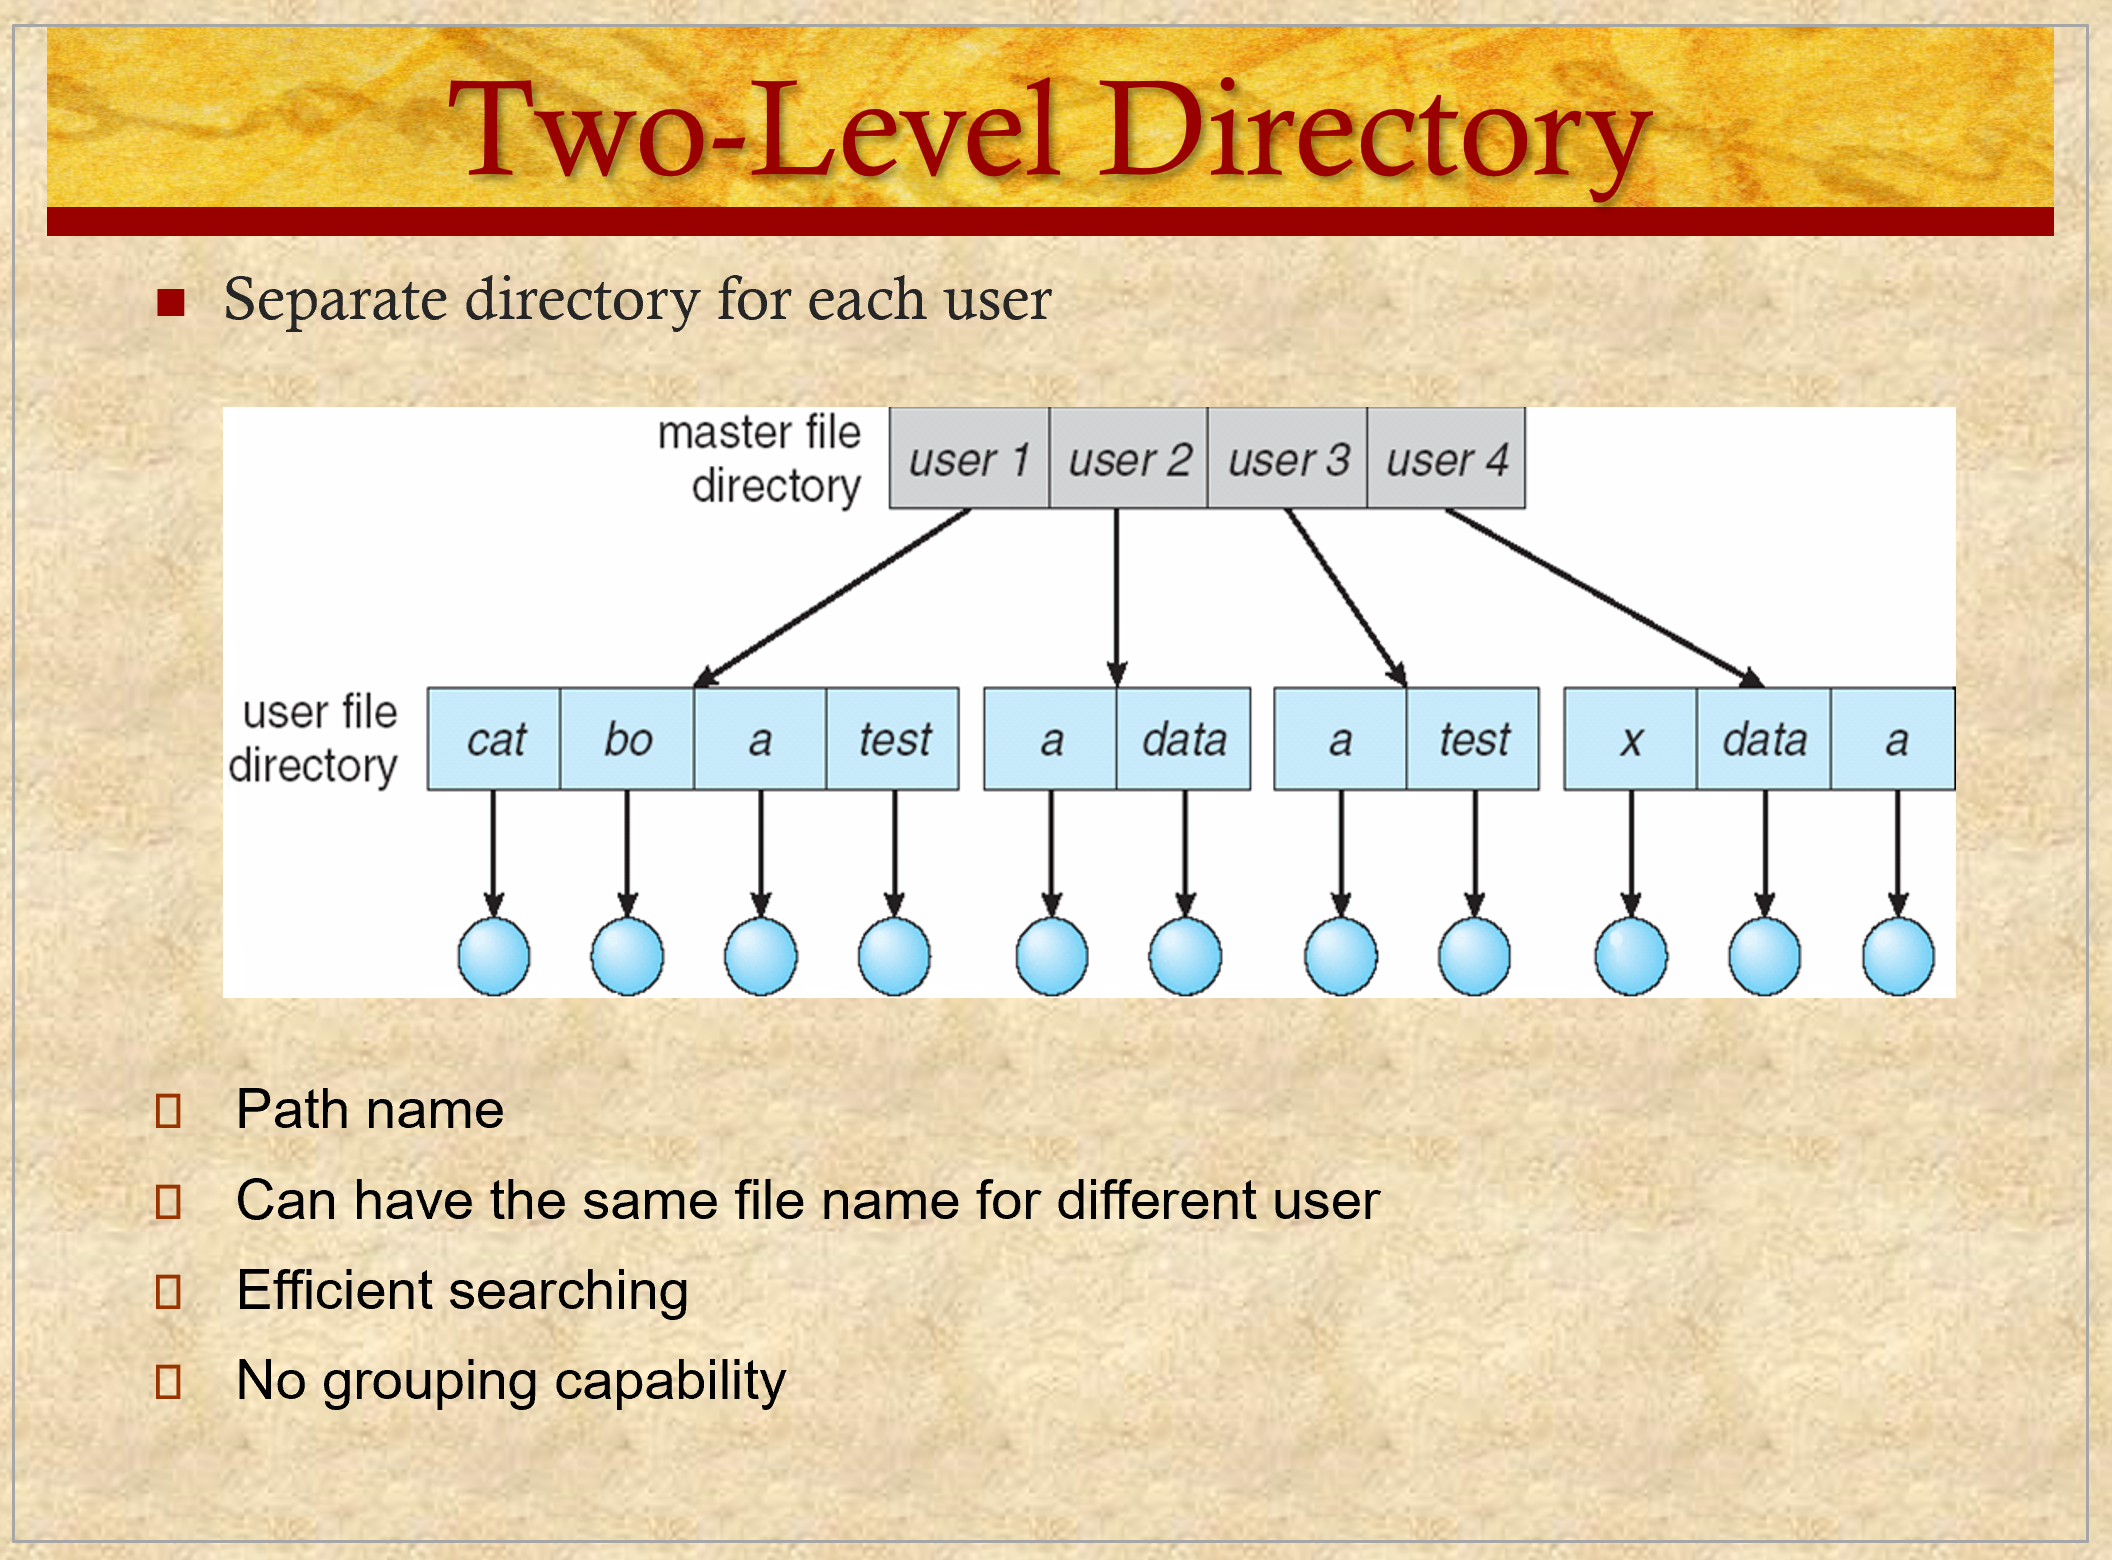 Two-Level Directory
Separate directory for each user
master file
directory
user 1 user 2 user 3 user 4
user file
directory
cat bo a test a data a test x data a
Path name
Can have the same file name for different user
Efficient searching
No grouping capability